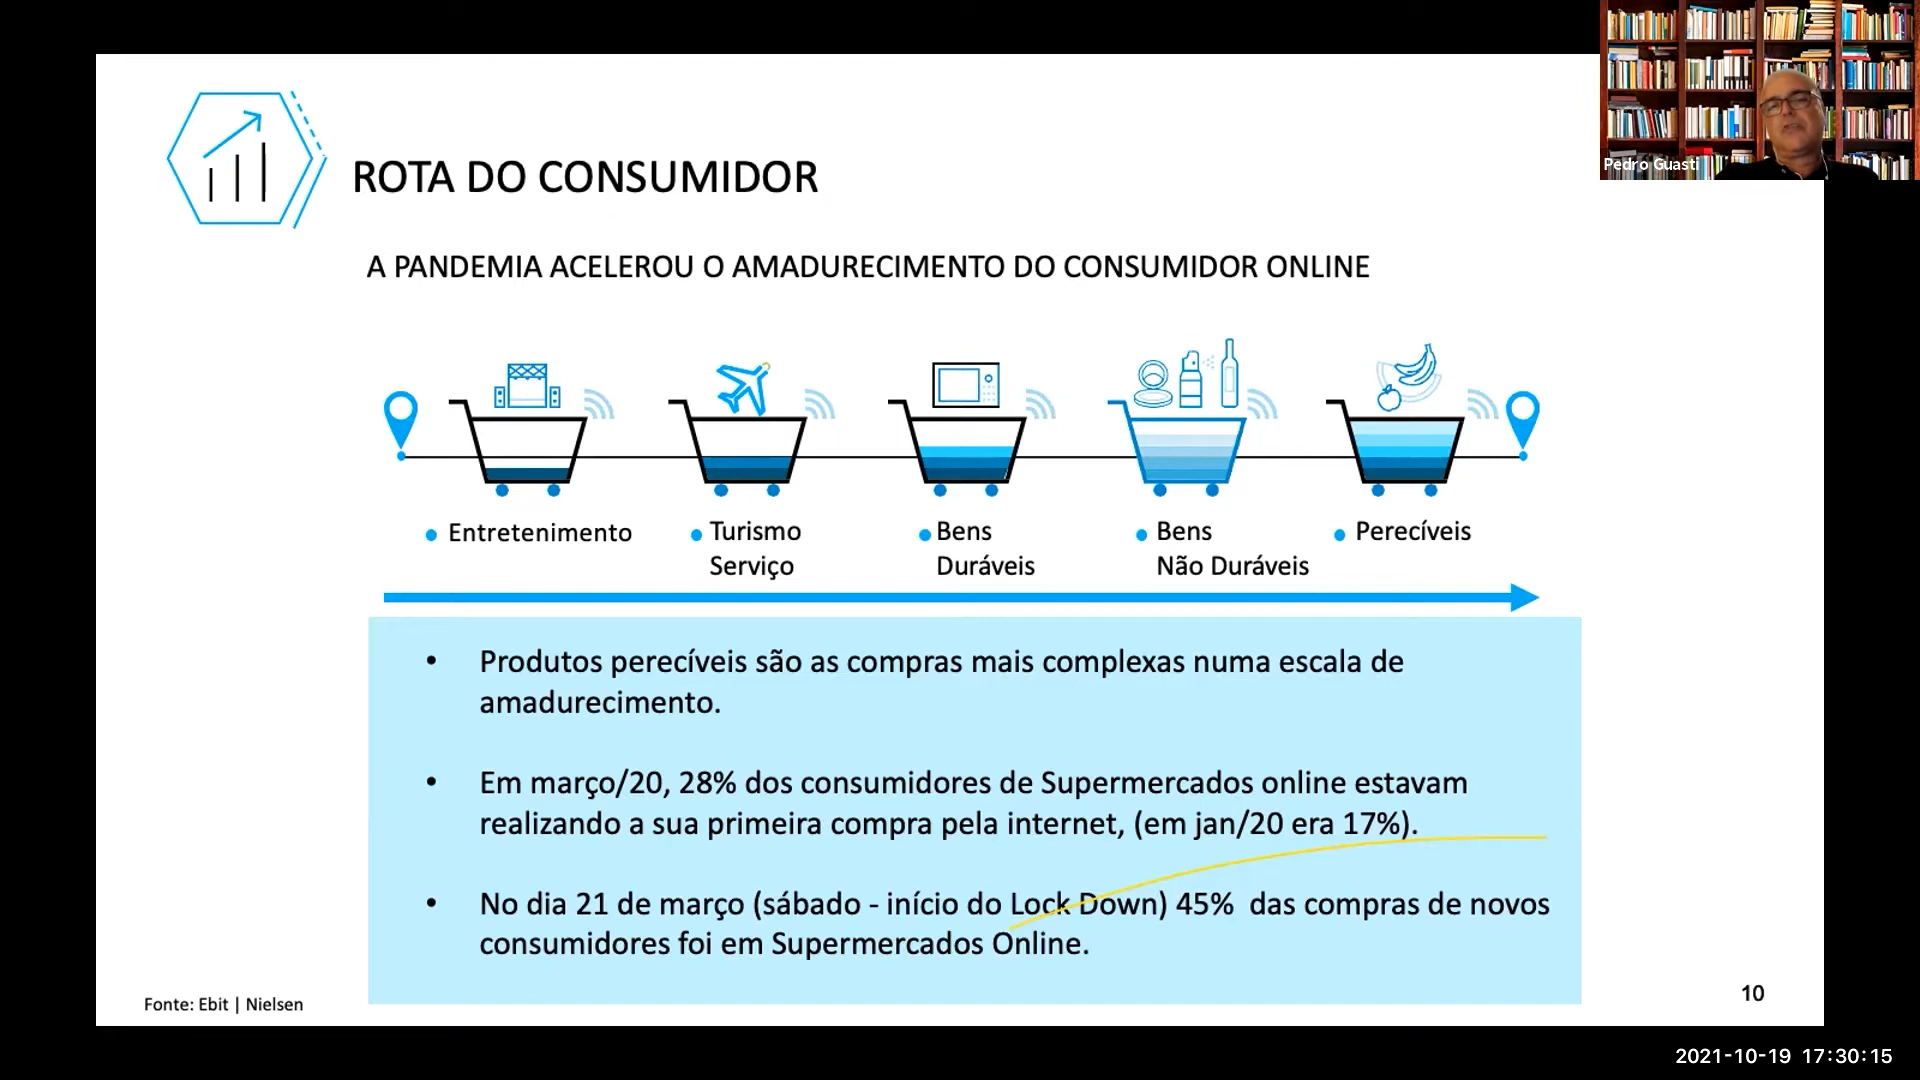 Pedro Guasti
ROTA DO CONSUMIDOR
A PANDEMIA ACELEROU O AMADURECIMENTO DO CONSUMIDOR ONLINE
• Entretenimento
• Turismo
Serviço
• Bens
Duráveis
• Bens
Não Duráveis
• Perecíveis
• Produtos perecíveis são as compras mais complexas numa escala de
amadurecimento.
• Em março/20, 28% dos consumidores de Supermercados online estavam
realizando a sua primeira compra pela internet, (em jan/20 era 17%).
• No dia 21 de março (sábado - início do Lock Down) 45%  das compras de novos
consumidores foi em Supermercados Online.
Fonte: Ebit | Nielsen
10
2021-10-19 17:30:15